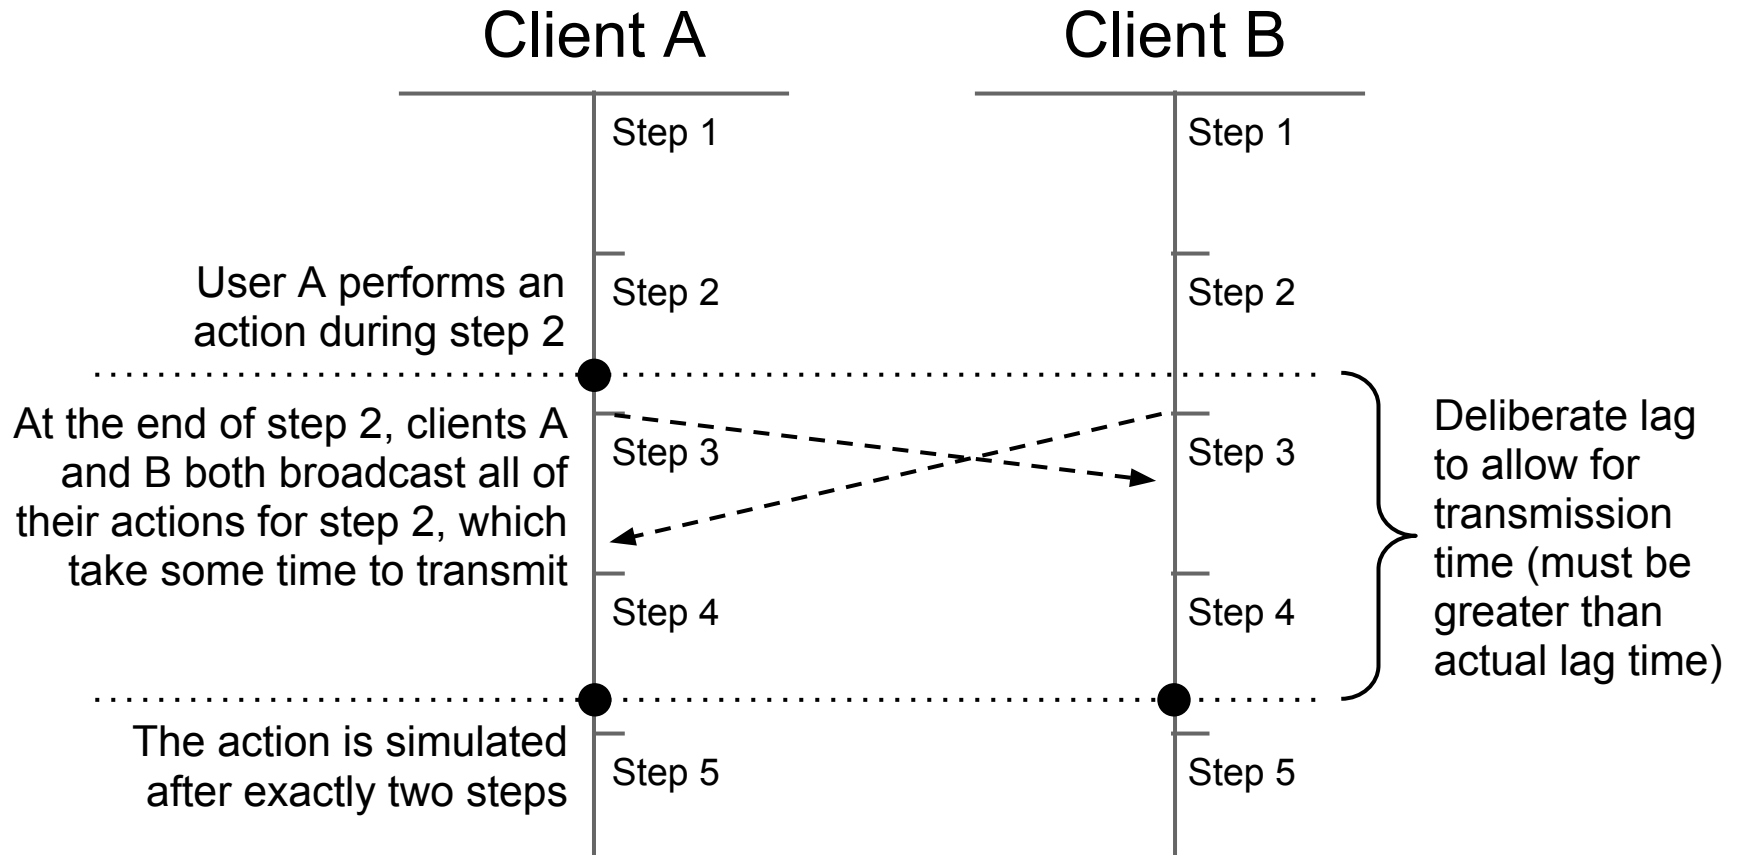 Client A
Client B
Step 1
Step 1
User A performs an
action during step 2
Step 2
Step 2
At the end of step 2, clients A
and B both broadcast all of
their actions for step 2, which
take some time to transmit
Step 3
Step 3
Deliberate lag
to allow for
transmission
time (must be
greater than
actual lag time)
Step 4
Step 4
The action is simulated
after exactly two steps
Step 5
Step 5